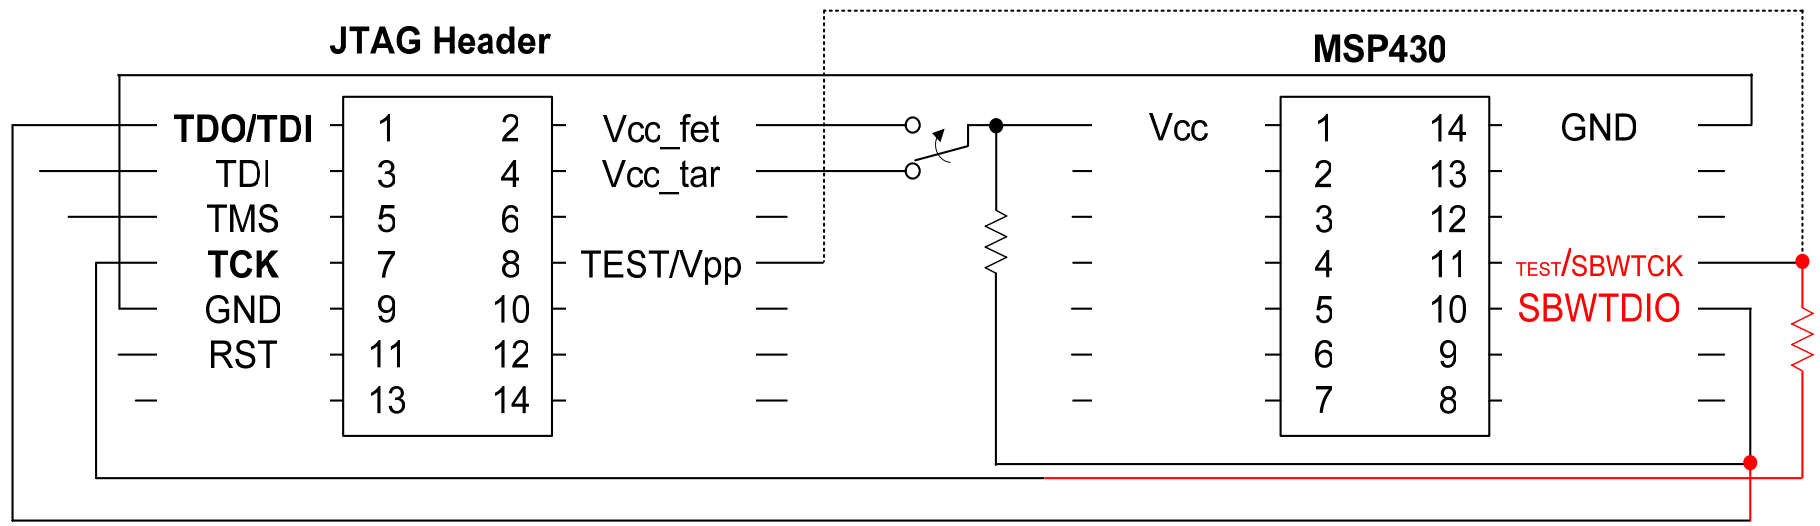 JTAG Header
MSP430
TDO/TDI 1 2 Vcc_fet Vcc 1 14 GND
TDI 3 4 Vcc_tar 2 13
TMS 5 6 3 12
TCK 7 8 TEST/Vpp 4 11 TEST/SBWTCK
GND 9 10 5 10 SBWTDIO
RST 11 12 6 9
13 14 7 8